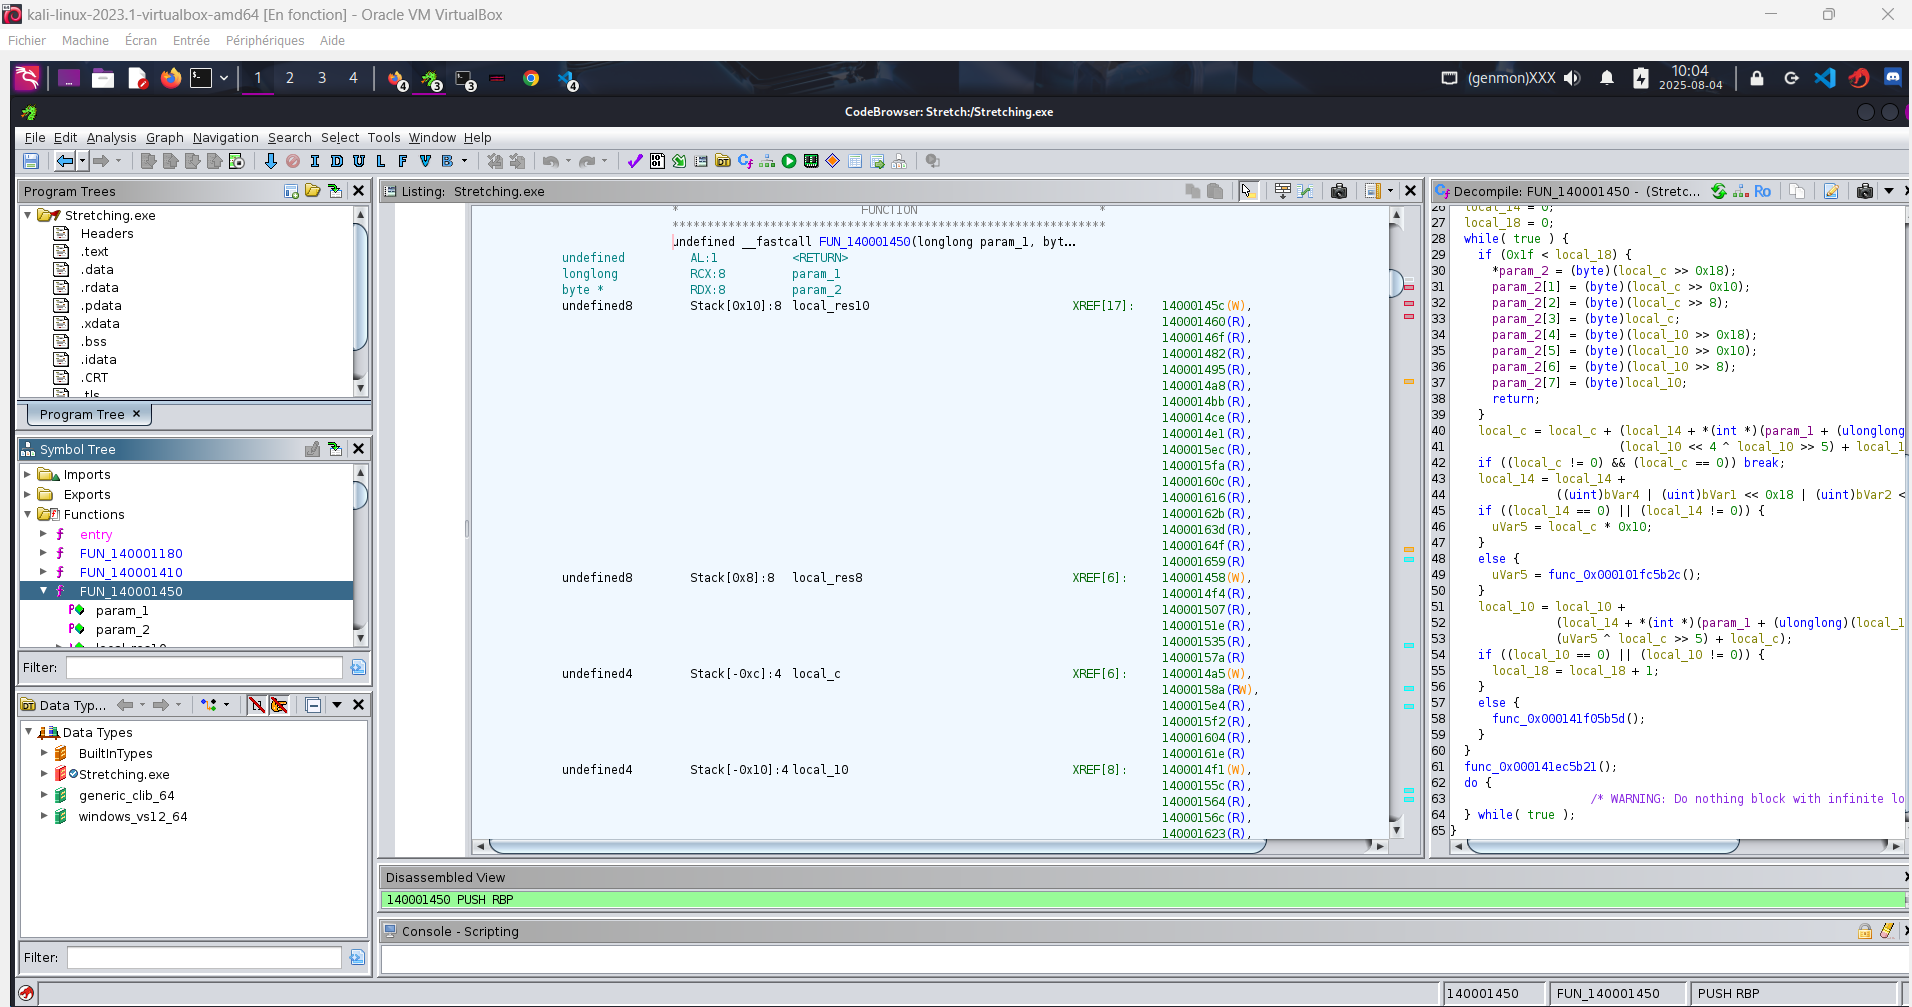 kali-linux-2023.1-virtualbox-amd64 [En fonction] - Oracle VM VirtualBox
Fichier Machine Écran Entrée Périphériques Aide
1 2 3 4 4 3 3 4 (genmon)XXX 10:04
2025-08-04
CodeBrowser: Stretch:/Stretching.exe
File Edit Analysis Graph Navigation Search Select Tools Window Help
I D U L F V B
Program Trees
Stretching.exe
Headers
.text
.data
.rdata
.pdata
.xdata
.bss
.idata
.CRT
.tls
Program Tree
Symbol Tree
Imports
Exports
Functions
entry
FUN_140001180
FUN_140001410
FUN_140001450
param_1
param_2
local_res10
Filter:
Data Typ...
Data Types
BuiltInTypes
Stretching.exe
generic_clib_64
windows_vs12_64
Filter:
Listing: Stretching.exe
* FUNCTION *
**************************************************************
undefined __fastcall FUN_140001450(longlong param_1, byt...
undefined AL:1 <RETURN>
longlong RCX:8 param_1
byte * RDX:8 param_2
undefined8 Stack[0x10]:8 local_res10 XREF[17]: 14000145c(W),
140001460(R),
14000146f(R),
140001482(R),
140001495(R),
1400014a8(R),
1400014bb(R),
1400014ce(R),
1400014e1(R),
1400015ec(R),
1400015fa(R),
14000160c(R),
140001616(R),
14000162b(R),
14000163d(R),
14000164f(R),
140001659(R)
undefined8 Stack[0x8]:8 local_res8 XREF[6]: 140001458(W),
1400014f4(R),
140001507(R),
14000151e(R),
140001535(R),
14000157a(R)
undefined4 Stack[-0xc]:4 local_c XREF[6]: 1400014a5(W),
14000158a(RW),
1400015e4(R),
1400015f2(R),
140001604(R),
14000161e(R)
undefined4 Stack[-0x10]:4 local_10 XREF[8]: 1400014f1(W),
14000155c(R),
140001564(R),
14000156c(R),
140001623(R),
Decompile: FUN_140001450 - (Stretc...
Ro
26 local_14 = 0;
27 local_18 = 0;
28 while( true ) {
29 if (0x1f < local_18) {
30 *param_2 = (byte)(local_c >> 0x18);
31 param_2[1] = (byte)(local_c >> 0x10);
32 param_2[2] = (byte)(local_c >> 8);
33 param_2[3] = (byte)local_c;
34 param_2[4] = (byte)(local_10 >> 0x18);
35 param_2[5] = (byte)(local_10 >> 0x10);
36 param_2[6] = (byte)(local_10 >> 8);
37 param_2[7] = (byte)local_10;
38 return;
39 }
40 local_c = local_c + (local_14 + *(int *)(param_1 + (ulonglong
41 (local_10 << 4 ^ local_10 >> 5) + local_1
42 if ((local_c != 0) && (local_c == 0)) break;
43 local_14 = local_14 +
44 ((uint)bVar4 | (uint)bVar1 << 0x18 | (uint)bVar2 <
45 if ((local_14 == 0) || (local_14 != 0)) {
46 uVar5 = local_c * 0x10;
47 }
48 else {
49 uVar5 = func_0x000101fc5b2c();
50 }
51 local_10 = local_10 +
52 (local_14 + *(int *)(param_1 + (ulonglong)(local_1
53 (uVar5 ^ local_c >> 5) + local_c);
54 if ((local_10 == 0) || (local_10 != 0)) {
55 local_18 = local_18 + 1;
56 }
57 else {
58 func_0x000141f05b5d();
59 }
60 }
61 func_0x000141ec5b21();
62 do {
63 /* WARNING: Do nothing block with infinite lo
64 } while( true );
65 }
Disassembled View
140001450 PUSH RBP
Console - Scripting
140001450 FUN_140001450 PUSH RBP